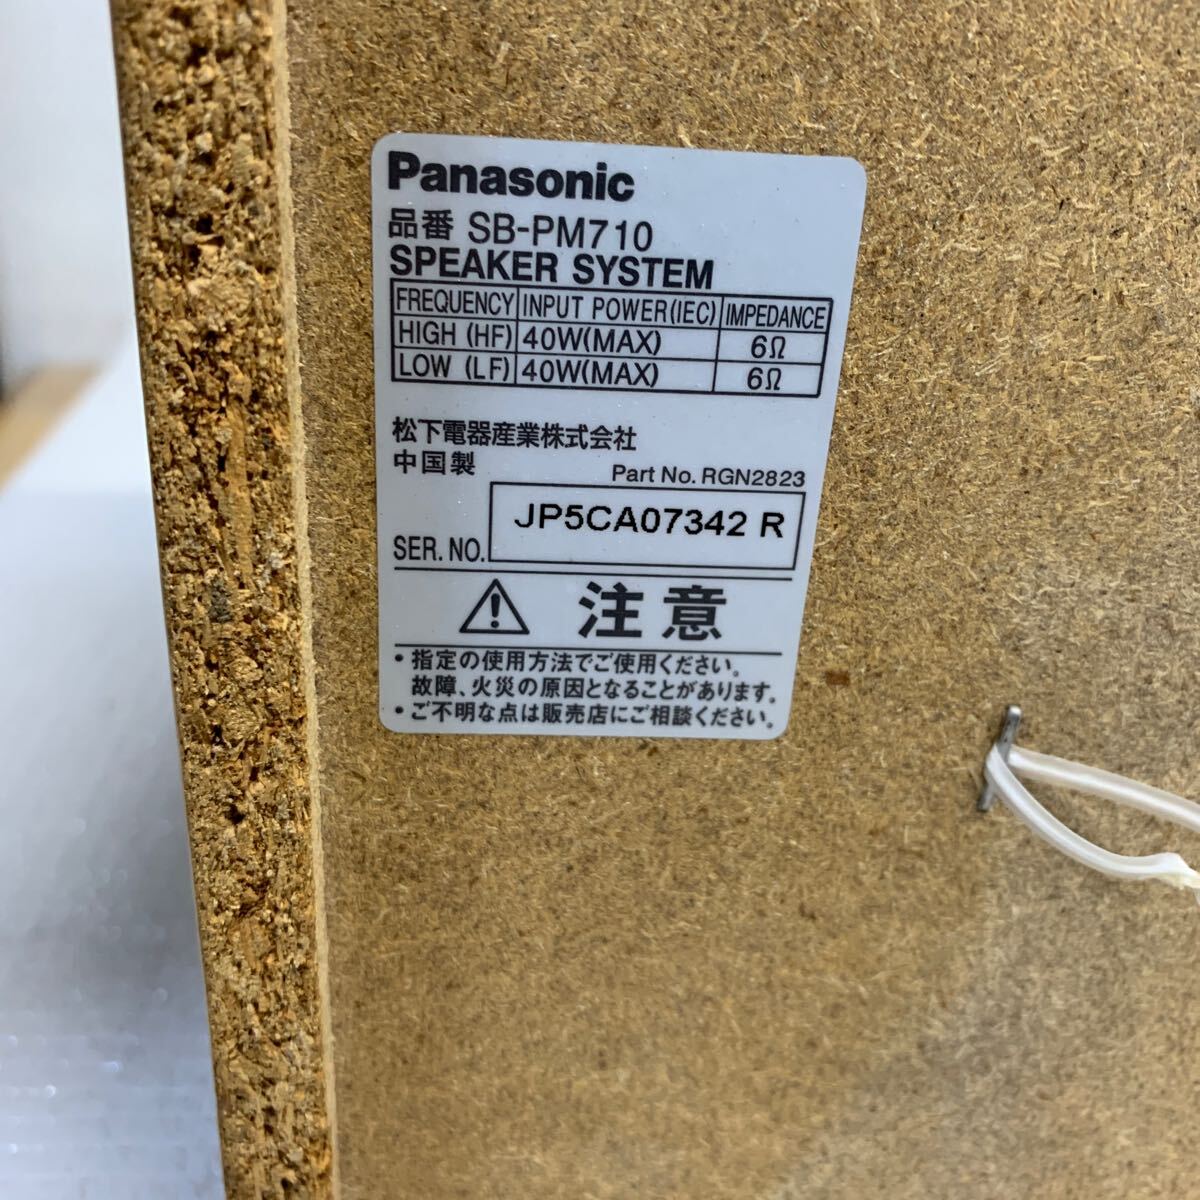 Panasonic
品番 SB-PM710
SPEAKER SYSTEM
FREQUENCY INPUT POWER(IEC) IMPEDANCE
HIGH (HF) 40W(MAX) 6Ω
LOW (LF) 40W(MAX) 6Ω
松下電器産業株式会社
中国製
Part No. RGN2823
SER. NO. JP5CA07342 R
注意
・指定の使用方法でご使用ください。
故障、火災の原因となることがあります。
・ご不明な点は販売店にご相談ください。